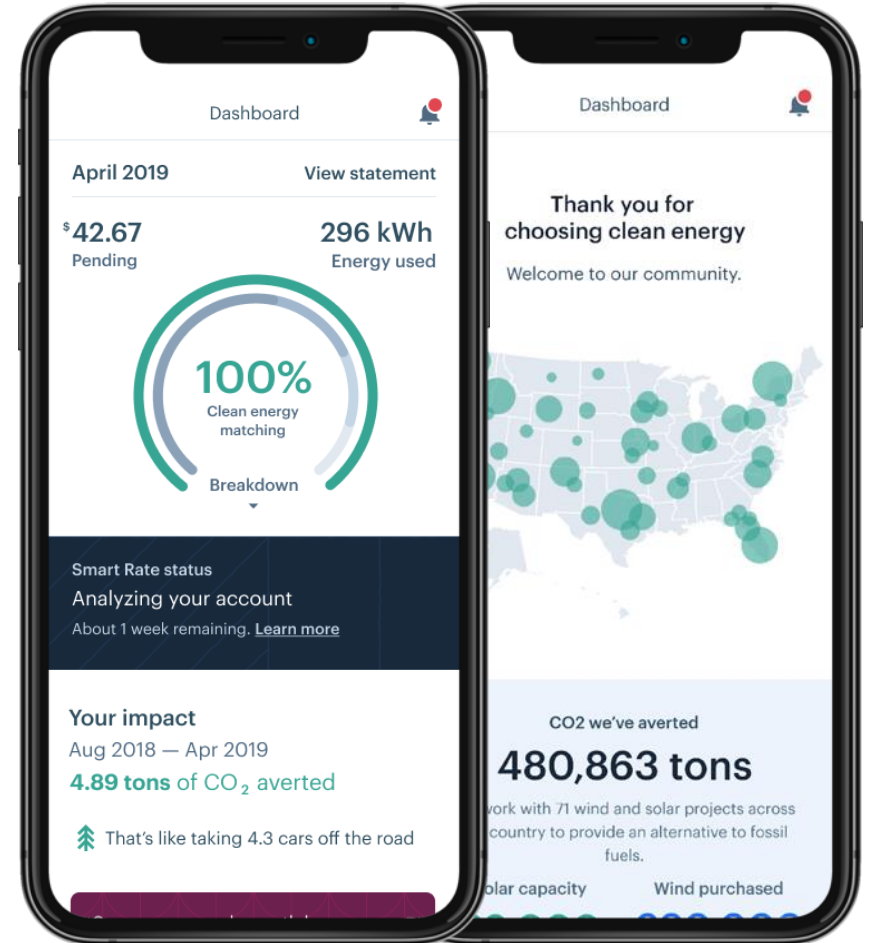 Dashboard
April 2019
View statement
$42.67
296 kWh
Pending
Energy used
100%
Clean energy
matching
Breakdown
Smart Rate status
Analyzing your account
About 1 week remaining. Learn more
Your impact
Aug 2018 — Apr 2019
4.89 tons of CO2 averted
That's like taking 4.3 cars off the road
Dashboard
Thank you for
choosing clean energy
Welcome to our community.
CO2 we've averted
480,863 tons
71 wind and solar projects across
country to provide an alternative to fossil
fuels.
capacity
Wind purchased